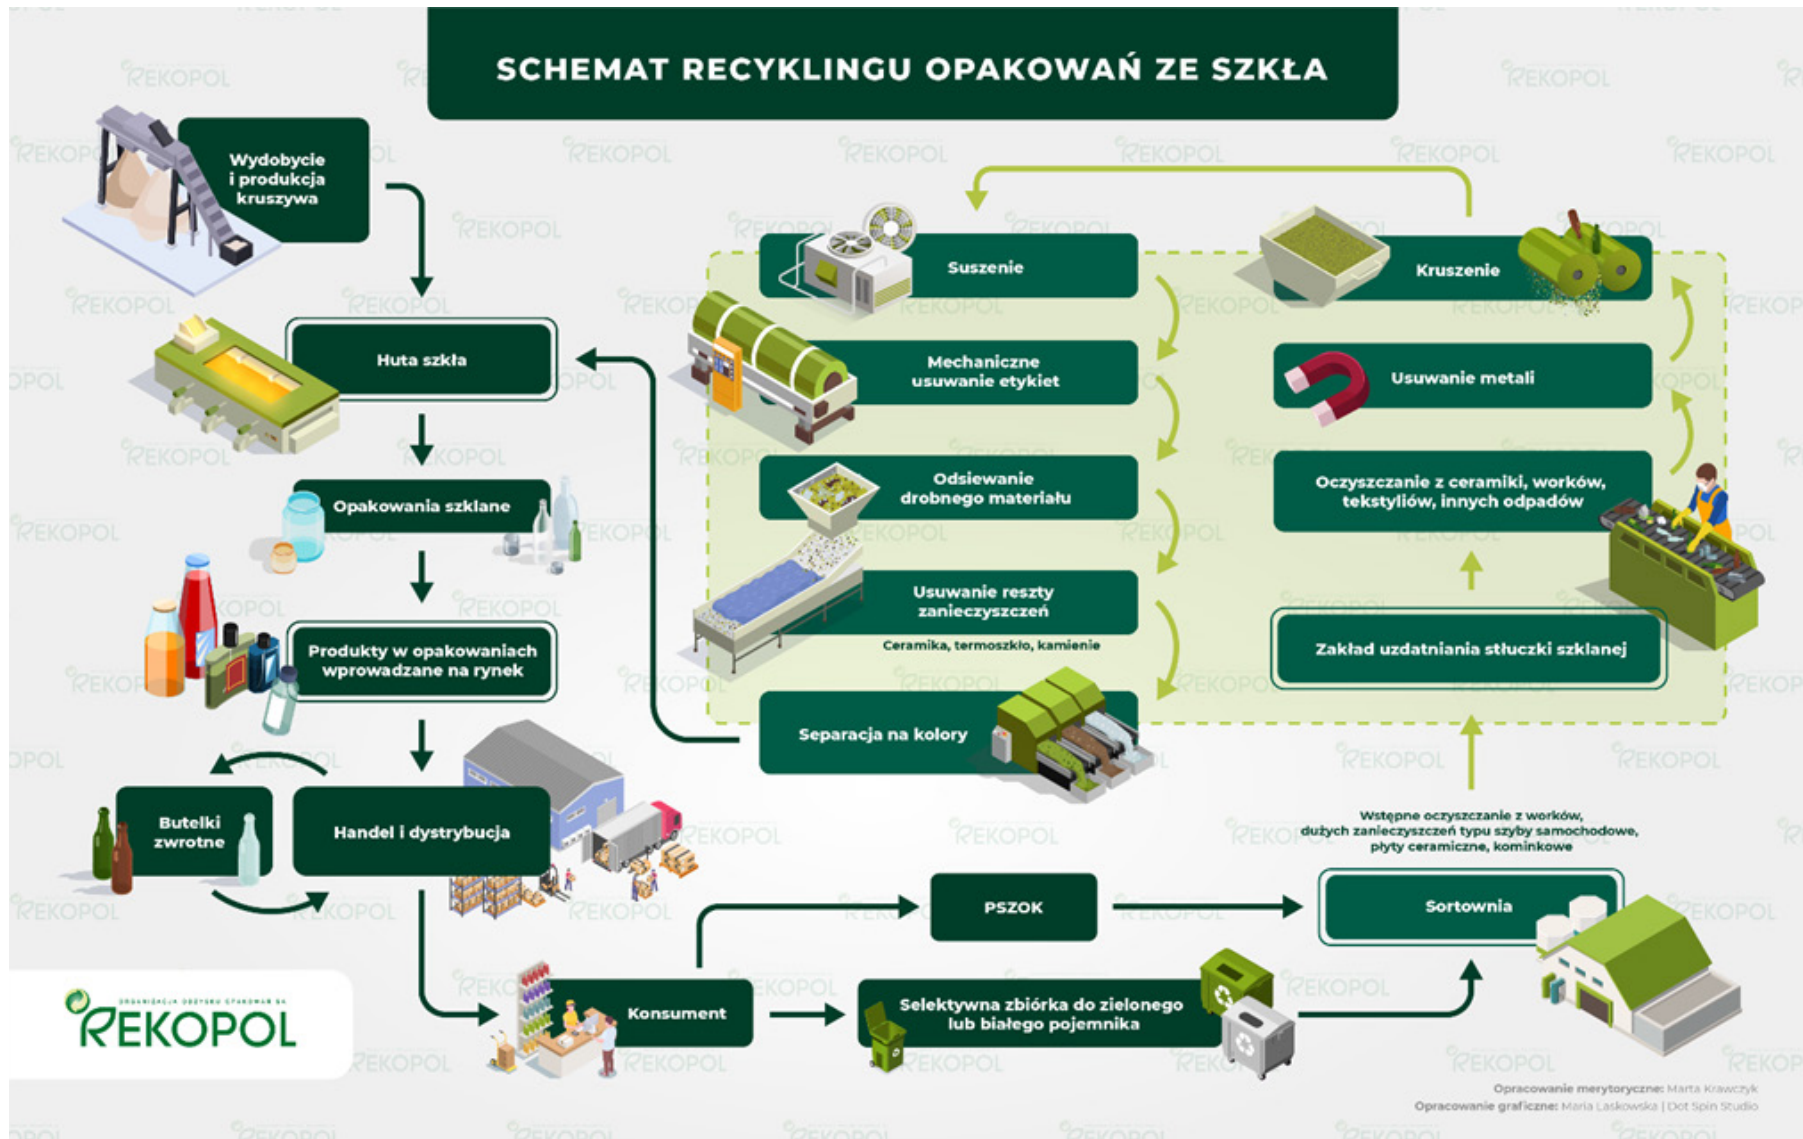 SCHEMAT RECYKLINGU OPAKOWAŃ ZE SZKŁA
Wydobycie
i produkcja
kruszywa
Huta szkła
Opakowania szklane
Produkty w opakowaniach
wprowadzane na rynek
Butelki
zwrotne
Handel i dystrybucja
Konsument
PSZOK
Selektywna zbiórka do zielonego
lub białego pojemnika
Sortownia
Wstępne oczyszczanie z worków,
dużych zanieczyszczeń typu szyby samochodowe,
płyty ceramiczne, kominkowe
Zakład uzdatniania stłuczki szklanej
Oczyszczanie z ceramiki, worków,
tekstyliów, innych odpadów
Usuwanie metali
Kruszenie
Suszenie
Mechaniczne
usuwanie etykiet
Odsiewanie
drobnego materiału
Usuwanie reszty
zanieczyszczeń
Ceramika, termoszkło, kamienie
Separacja na kolory
ORGANIZACJA ODZYSKU OPAKOWAŃ SA
REKOPOL
Opracowanie merytoryczne: Marta Krawczyk
Opracowanie graficzne: Maria Laskowska | Dot Spin Studio